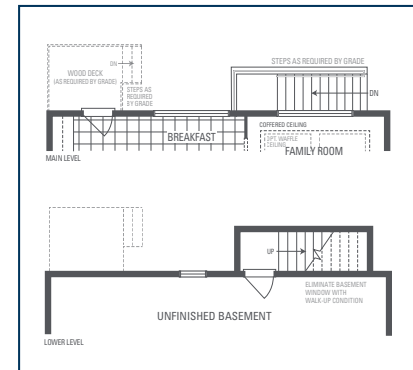 STEPS AS REQUIRED BY GRADE
DN
WOOD DECK
(AS REQUIRED BY GRADE)
STEPS AS
REQUIRED
BY GRADE
DN
COFFERED CEILING
BREAKFAST
OPT. WAFFLE
CEILING
FAMILY ROOM
MAIN LEVEL
UP
ELIMINATE BASEMENT
WINDOW WITH
WALK-UP CONDITION
UNFINISHED BASEMENT
LOWER LEVEL